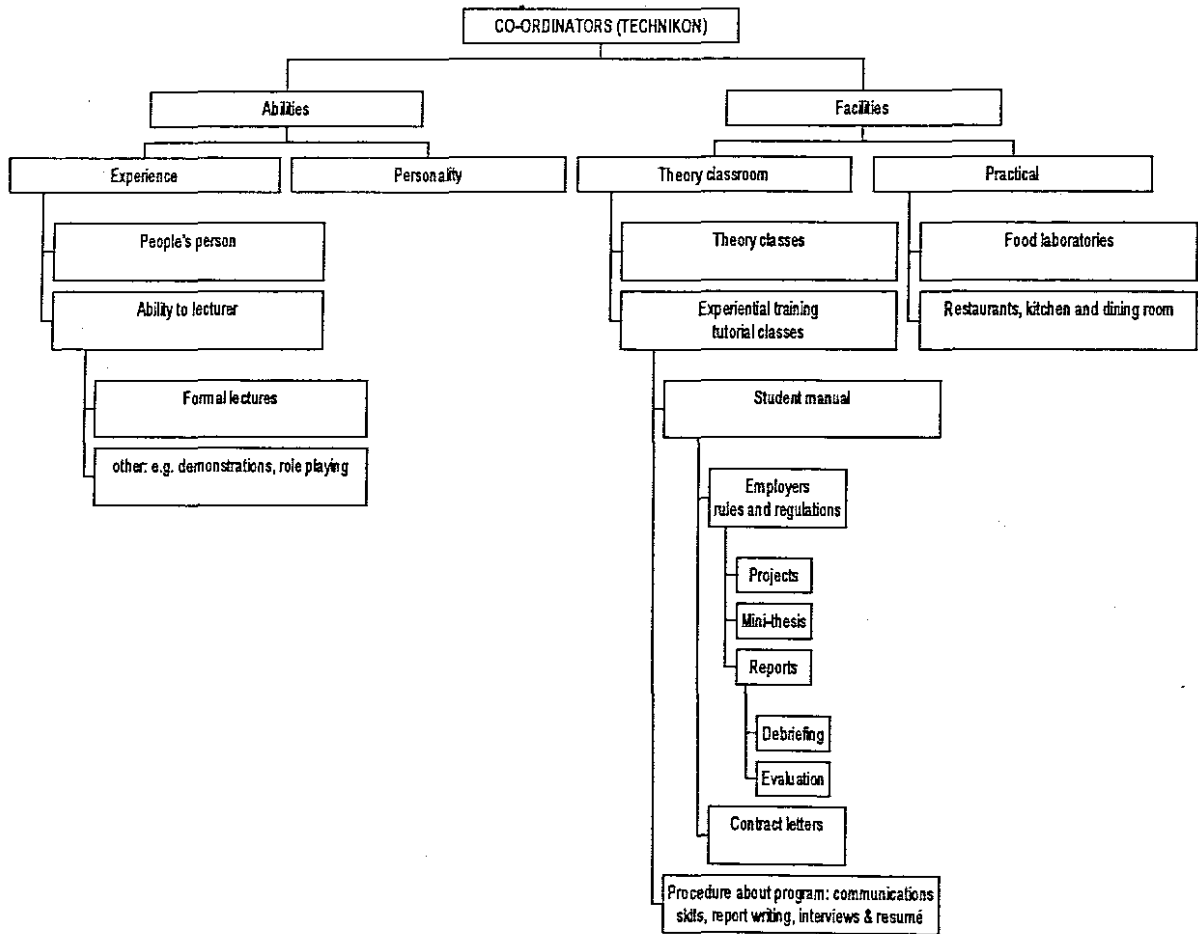 CO-ORDINATORS (TECHNIKON)
Abilities
Facilities
Experience
Personality
Theory classroom
Practical
People's person
Theory classes
Food laboratories
Ability to lecturer
Experiential training
tutorial classes
Restaurants, kitchen and dining room
Formal lectures
Student manual
other: e.g. demonstrations, role playing
Employers
rules and regulations
Projects
Mini-thesis
Reports
Debriefing
Evaluation
Contract letters
Procedure about program: communications
skills, report writing, interviews & resumé